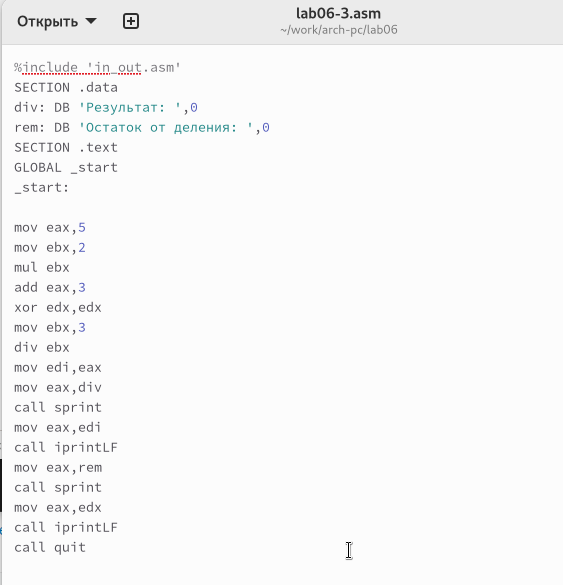 Открыть
lab06-3.asm
~/work/arch-pc/lab06
%include 'in_out.asm'
SECTION .data
div: DB 'Результат: ',0
rem: DB 'Остаток от деления: ',0
SECTION .text
GLOBAL _start
_start:
mov eax,5
mov ebx,2
mul ebx
add eax,3
xor edx,edx
mov ebx,3
div ebx
mov edi,eax
mov eax,div
call sprint
mov eax,edi
call iprintLF
mov eax,rem
call sprint
mov eax,edx
call iprintLF
call quit